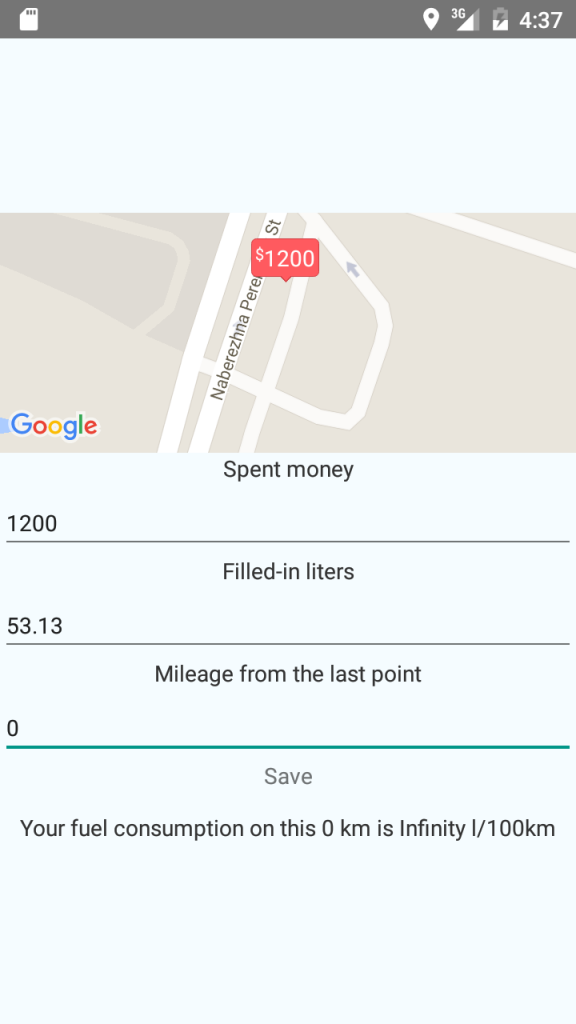 3G 4:37
Naberezhna Pere St
$1200
Google
Spent money
1200
Filled-in liters
53.13
Mileage from the last point
0
Save
Your fuel consumption on this 0 km is Infinity l/100km